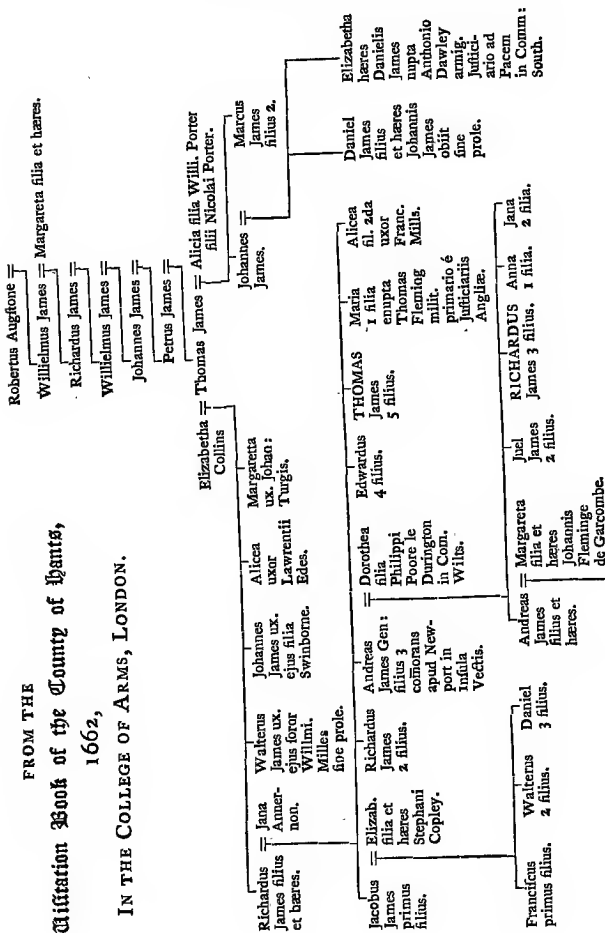 FROM THE
Visitation Book of the County of Hants,
1662,
IN THE COLLEGE OF ARMS, LONDON.
Robertus Augſtone =
Willielmus James = Margareta filia et hæres.
Richardus James =
Willielmus James =
Johannes James =
Petrus James =
Elizabetha = Thomas James = Alicia filia Willi. Porter
Collins
filii Nicolai Porter.
Richardus = Jana
James filius Anner-
et hæres. non.
Walterus
James ux.
ejus ſoror
Willmi.
Milles
ſine prole.
Johannes
James ux.
ejus filia
Swinborne.
Alicea
uxor
Lawrentii
Edes.
Margaretta
ux. Johan:
Turgis.
Johannes =
James.
Marcus
James
filius 2.
Jacobus = Elizab.
James filia et
primus hæres
filius. Stephani
Copley.
Richardus
James
2 filius.
Andreas = Dorothea
James Gen: filia
filius 3 Philippi
com̃orans Poore le
apud New- Durington
port in in Com.
Inſula Wilts.
Vectis.
Edwardus
4 filius.
THOMAS
James
5 filius.
Maria
1 filia
enupta
Thomas
Fleming
milit.
primario é
Juſticiariis
Angliæ.
Alicea
fil. 2da
uxor
Franc.
Mills.
Daniel
James
filius
et hæres
Johannis
James
obiit
ſine
prole.
Elizabetha
hæres
Danielis
James
nupta
Anthonio
Dawley
armig.
Juſtici-
ario ad
Pacem
in Comm:
South.
Franciſcus
primus filius.
Walterus
2 filius.
Daniel
3 filius.
Andreas = Margareta
James filia et
filius et hæres
hæres. Johannis
Fleminge
de Garcombe.
Juel
James
2 filius.
RICHARDUS
James 3 filius.
Anna
1 filia.
Jana
2 filia.